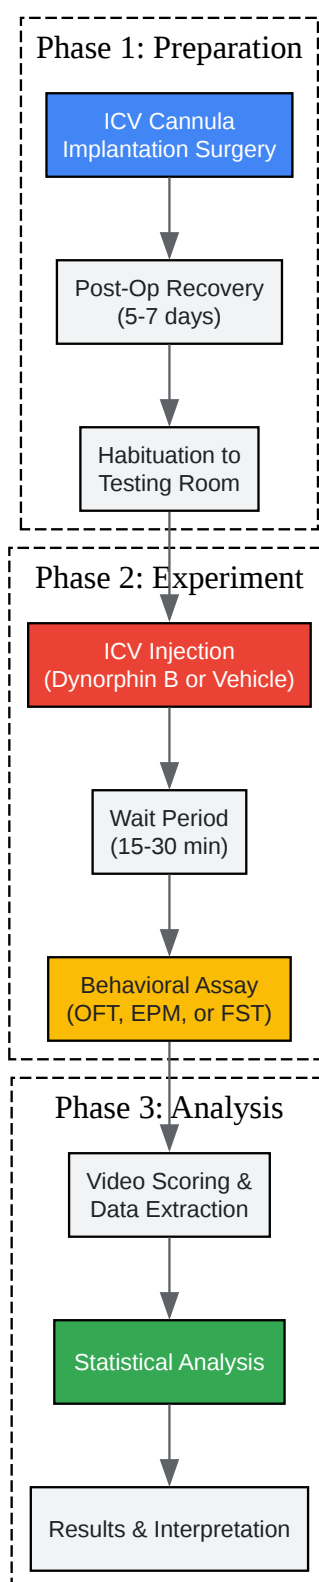 Phase 1: Preparation
ICV Cannula
Implantation Surgery
Post-Op Recovery
(5-7 days)
Habituation to
Testing Room
Phase 2: Experiment
ICV Injection
(Dynorphin B or Vehicle)
Wait Period
(15-30 min)
Behavioral Assay
(OFT, EPM, or FST)
Phase 3: Analysis
Video Scoring &
Data Extraction
Statistical Analysis
Results & Interpretation